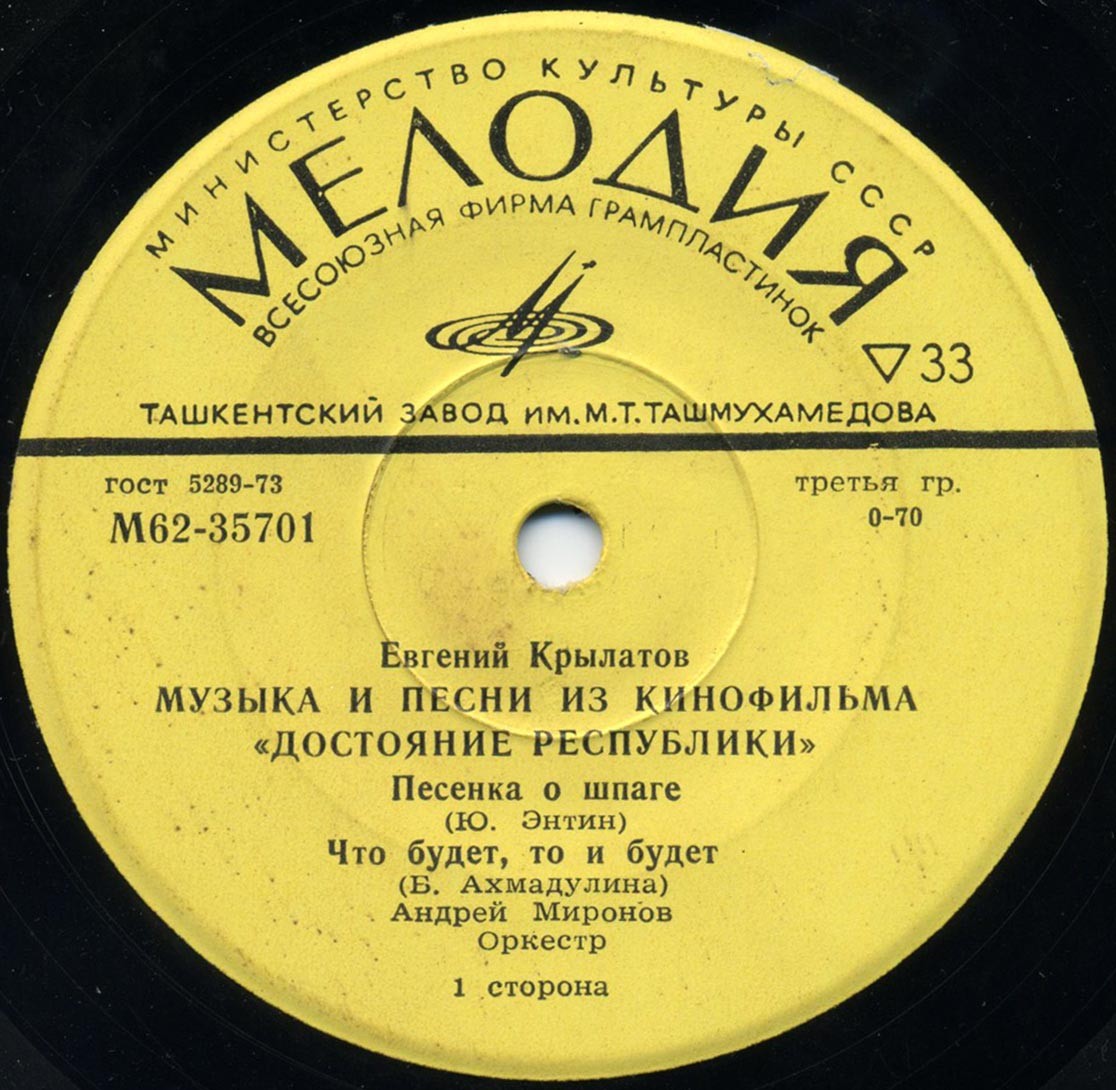 МИНИСТЕРСТВО КУЛЬТУРЫ СССР
МЕЛОДИЯ
ВСЕСОЮЗНАЯ ФИРМА ГРАМПЛАСТИНОК
33
ТАШКЕНТСКИЙ ЗАВОД ИМ. М.Т.ТАШМУХАМЕДОВА
гост 5289-73
третья гр.
М62-35701
0-70
Евгений Крылатов
МУЗЫКА И ПЕСНИ ИЗ КИНОФИЛЬМА
«ДОСТОЯНИЕ РЕСПУБЛИКИ»
Песенка о шпаге
(Ю. Энтин)
Что будет, то и будет
(Б. Ахмадулина)
Андрей Миронов
Оркестр
1 сторона